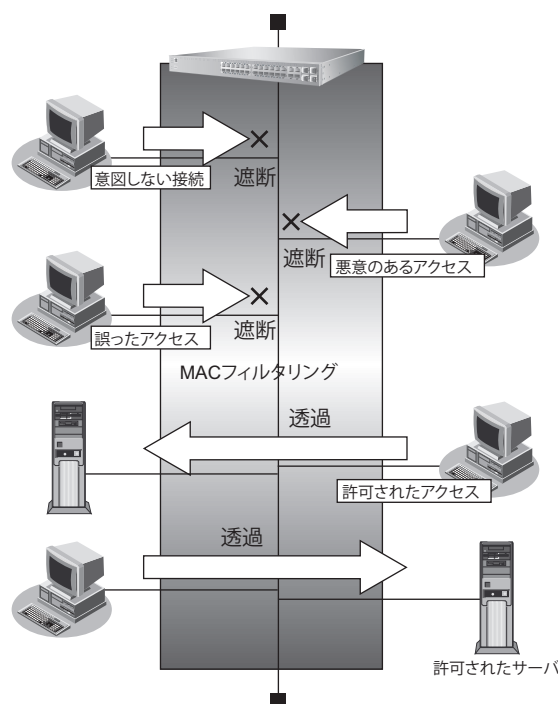 意図しない接続
遮断
遮断
悪意のあるアクセス
誤ったアクセス
遮断
MACフィルタリング
透過
許可されたアクセス
透過
許可されたサーバ